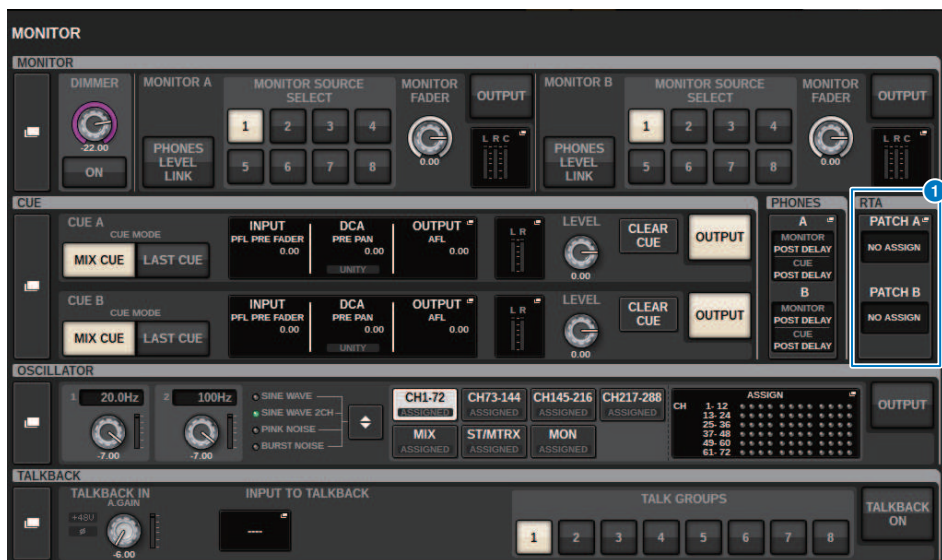 MONITOR
MONITOR
DIMMER
-22.00
ON
MONITOR A
PHONES
LEVEL
LINK
MONITOR SOURCE
SELECT
1 2 3 4
5 6 7 8
MONITOR
FADER
0.00
OUTPUT
L R C
MONITOR B
PHONES
LEVEL
LINK
MONITOR SOURCE
SELECT
1 2 3 4
5 6 7 8
MONITOR
FADER
0.00
OUTPUT
L R C
1
CUE
CUE A
CUE MODE
MIX CUE LAST CUE
INPUT DCA OUTPUT
PFL PRE FADER PRE PAN AFL
0.00 0.00 0.00
UNITY
L R
LEVEL
0.00
CLEAR
CUE
OUTPUT
CUE B
CUE MODE
MIX CUE LAST CUE
INPUT DCA OUTPUT
PFL PRE FADER PRE PAN AFL
0.00 0.00 0.00
UNITY
L R
LEVEL
0.00
CLEAR
CUE
OUTPUT
PHONES
A
MONITOR
POST DELAY
CUE
POST DELAY
B
MONITOR
POST DELAY
CUE
POST DELAY
RTA
PATCH A
NO ASSIGN
PATCH B
NO ASSIGN
OSCILLATOR
1 20.0Hz
-7.00
2 100Hz
-7.00
SINE WAVE
SINE WAVE 2CH
PINK NOISE
BURST NOISE
CH1-72 CH73-144 CH145-216 CH217-288
ASSIGNED ASSIGNED ASSIGNED ASSIGNED
MIX ST/MTRX MON
ASSIGNED ASSIGNED ASSIGNED
ASSIGN
CH 1- 12
13- 24
25- 36
37- 48
49- 60
61- 72
OUTPUT
TALKBACK
TALKBACK IN
A.GAIN
+48V
ø
-6.00
INPUT TO TALKBACK
----
TALK GROUPS
1 2 3 4 5 6 7 8
TALKBACK
ON